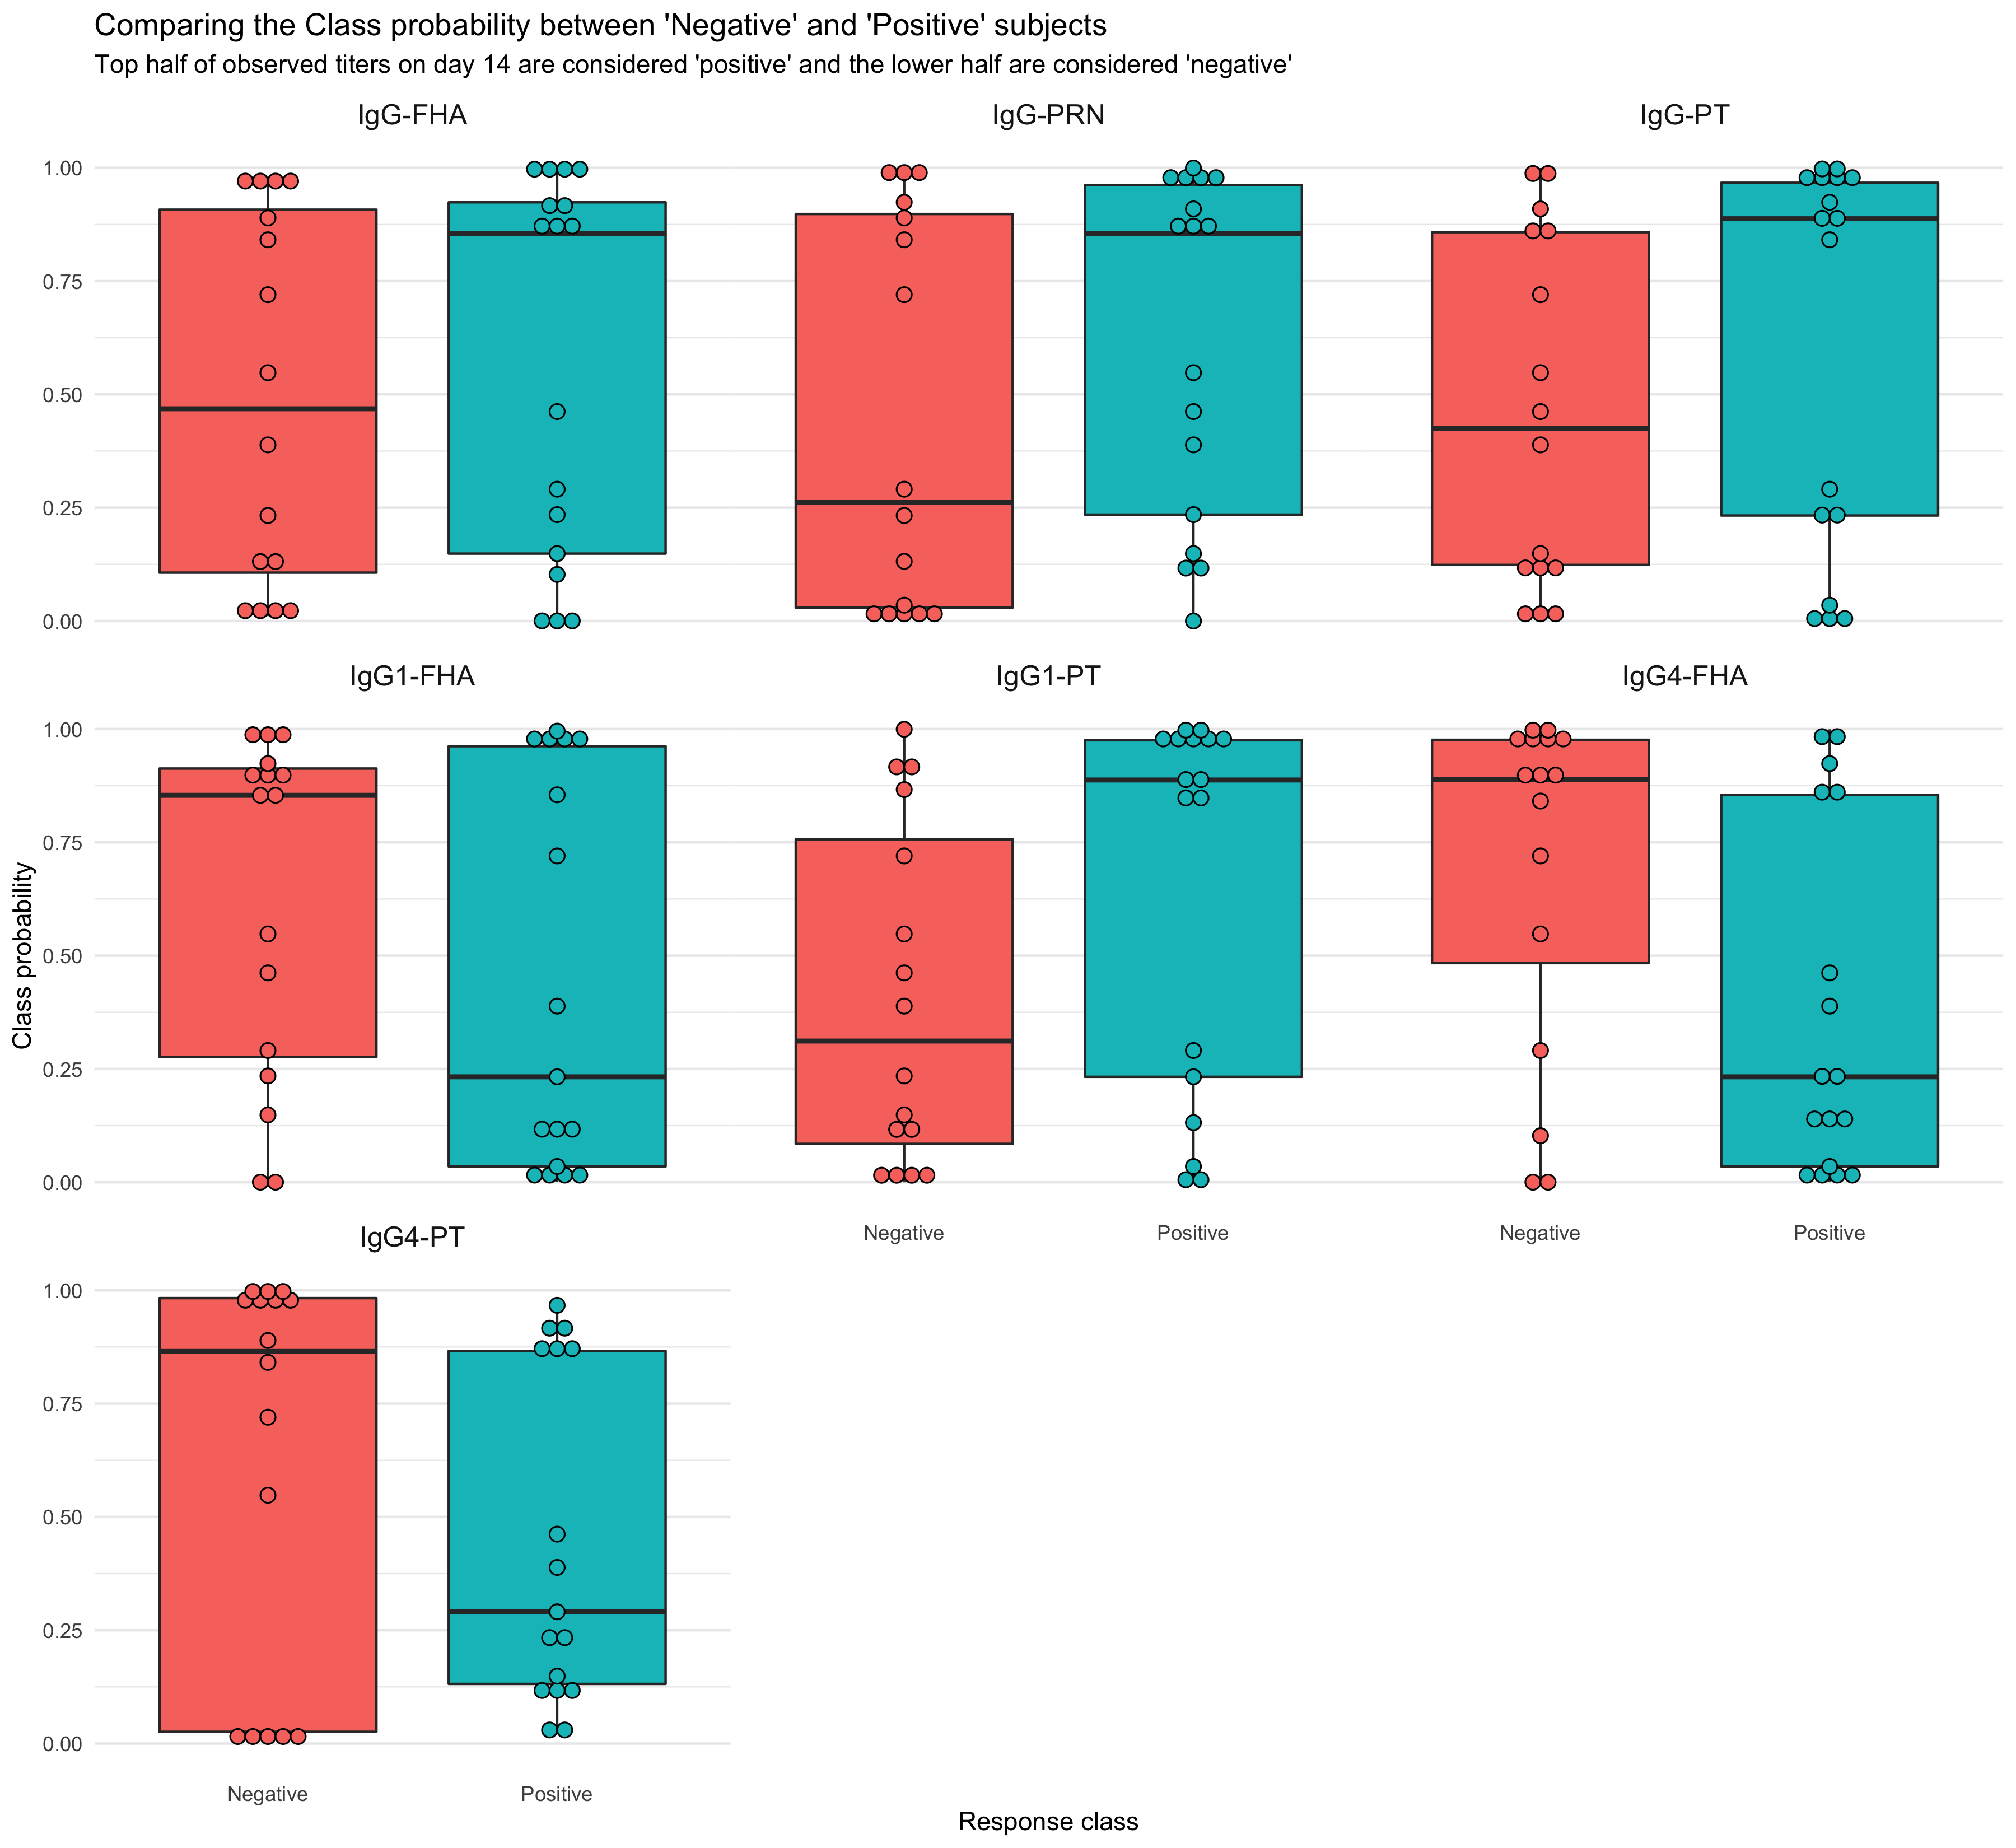 Comparing the Class probability between 'Negative' and 'Positive' subjects
Top half of observed titers on day 14 are considered 'positive' and the lower half are considered 'negative'
IgG-FHA
IgG-PRN
IgG-PT
1.00
0.75
0.50
0.25
0.00
IgG1-FHA
IgG1-PT
IgG4-FHA
1.00
0.75
0.50
0.25
0.00
Class probability
Negative
Positive
Negative
Positive
IgG4-PT
1.00
0.75
0.50
0.25
0.00
Negative
Positive
Response class